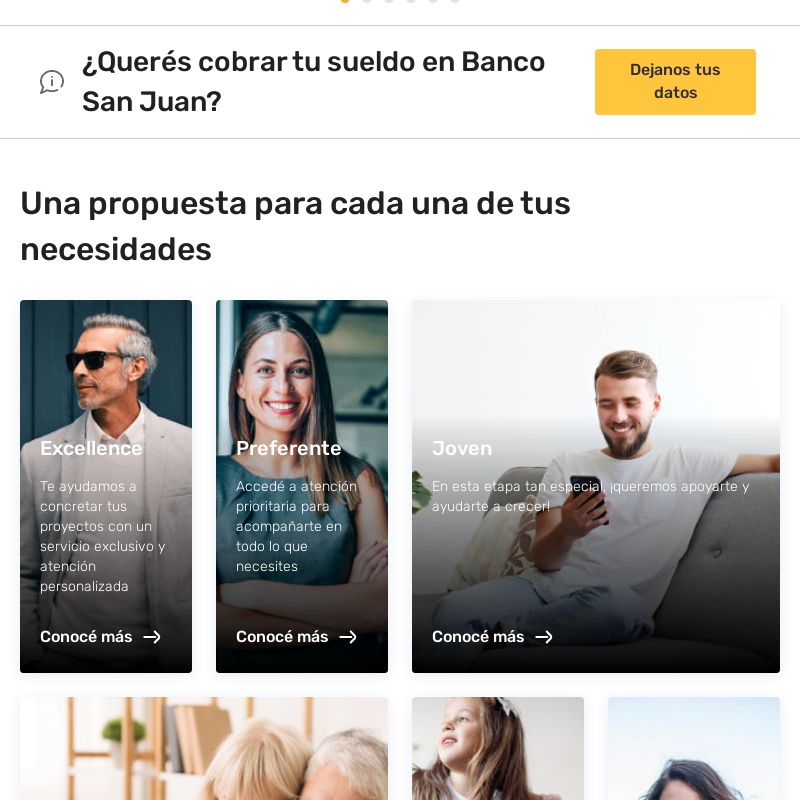 ¿Querés cobrar tu sueldo en Banco
San Juan?
Dejanos tus
datos
Una propuesta para cada una de tus
necesidades
Excellence
Te ayudamos a
concretar tus
proyectos con un
servicio exclusivo y
atención
personalizada
Conocé más
Preferente
Accedé a atención
prioritaria para
acompañarte en
todo lo que
necesites
Conocé más
Joven
En esta etapa tan especial, ¡queremos apoyarte y
ayudarte a crecer!
Conocé más